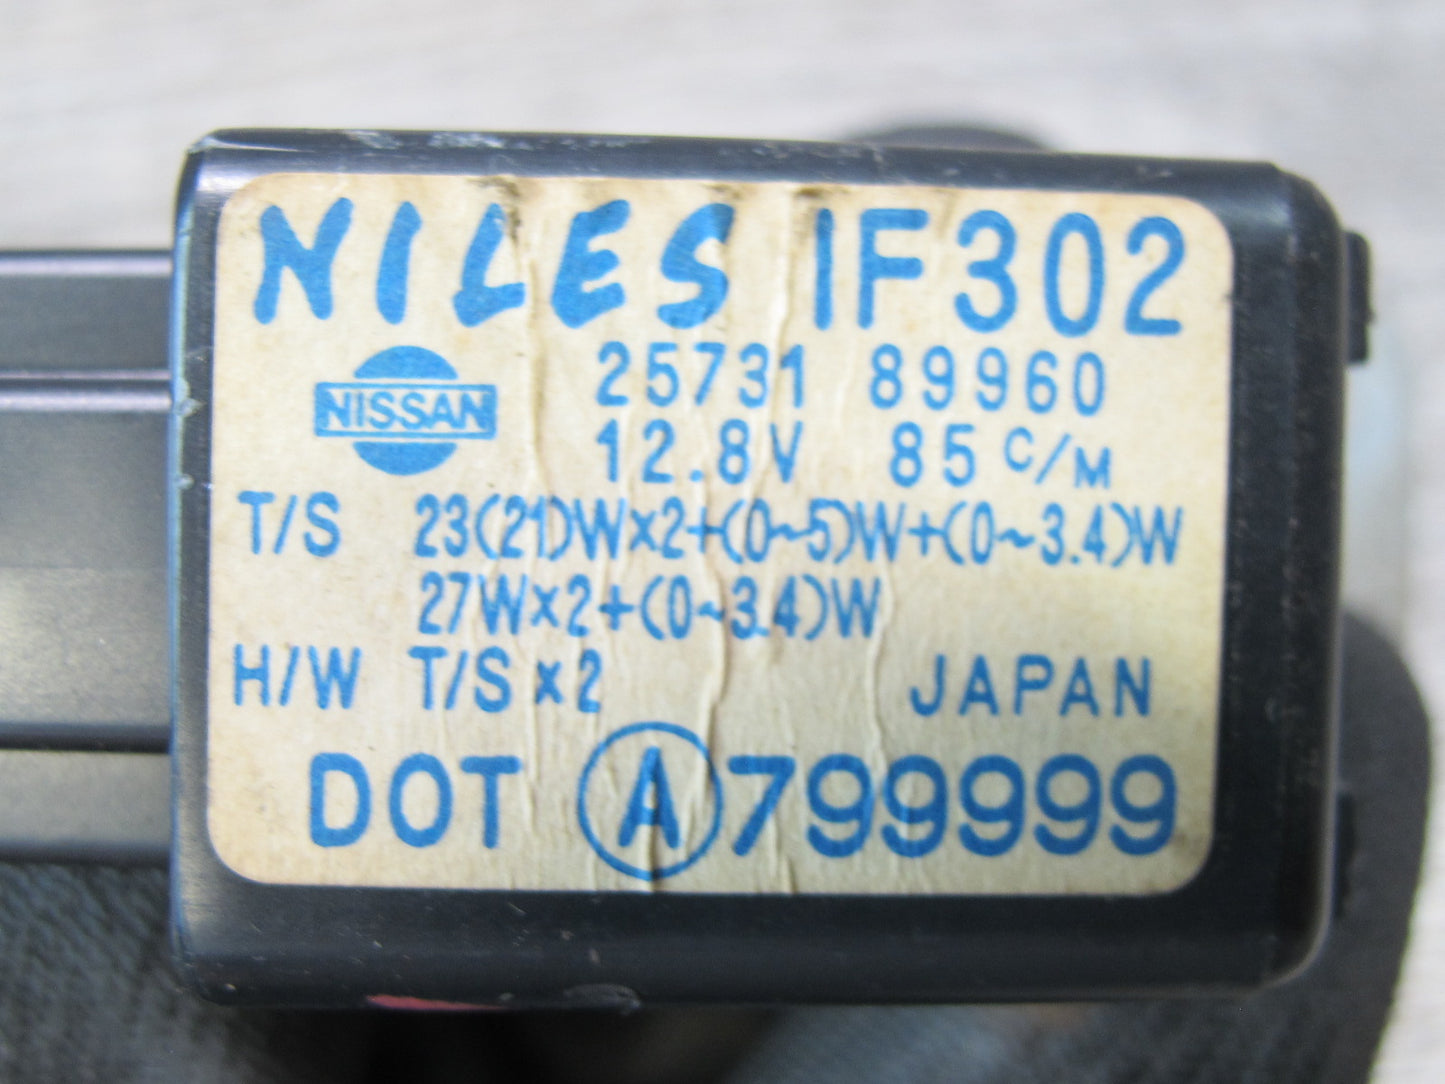 NILES IF302
25731 89960
NISSAN
12.8V 85 C/M
T/S 23(21)W×2+(0~5)W+(0~3.4)W
27W×2+(0~3.4)W
H/W T/S×2 JAPAN
DOT Ⓐ799999